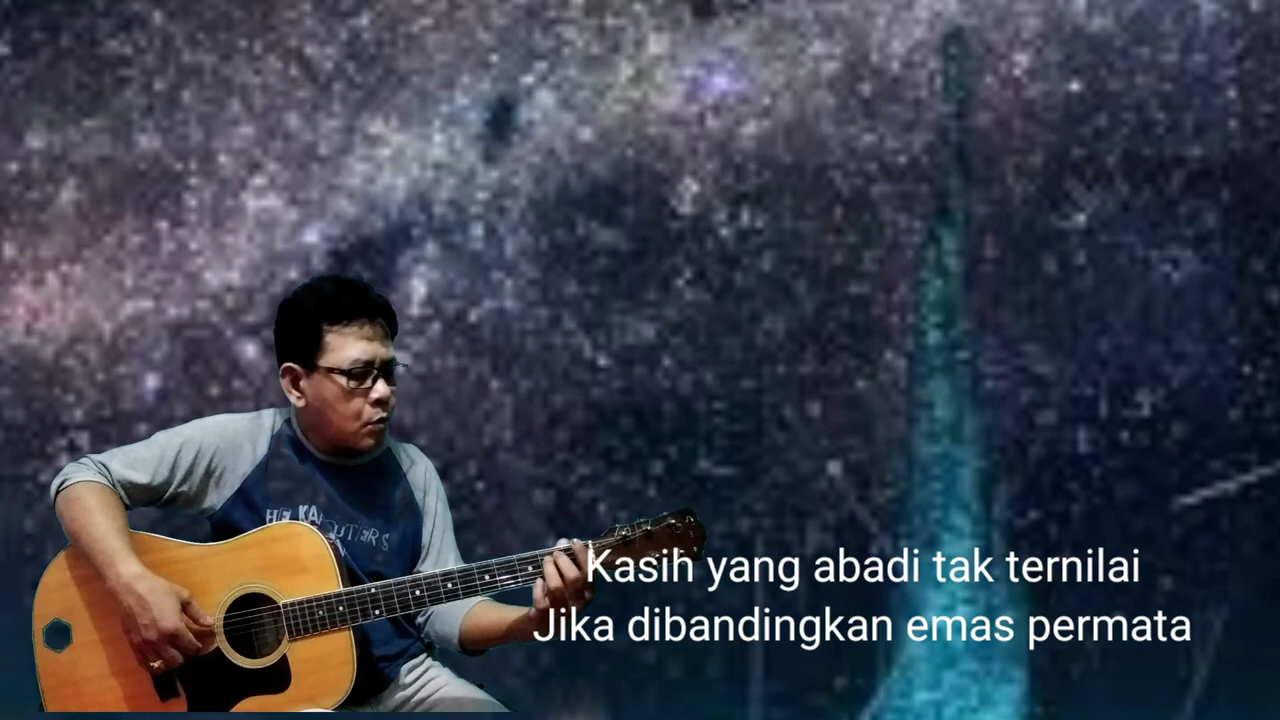 Kasih yang abadi tak ternilai
Jika dibandingkan emas permata